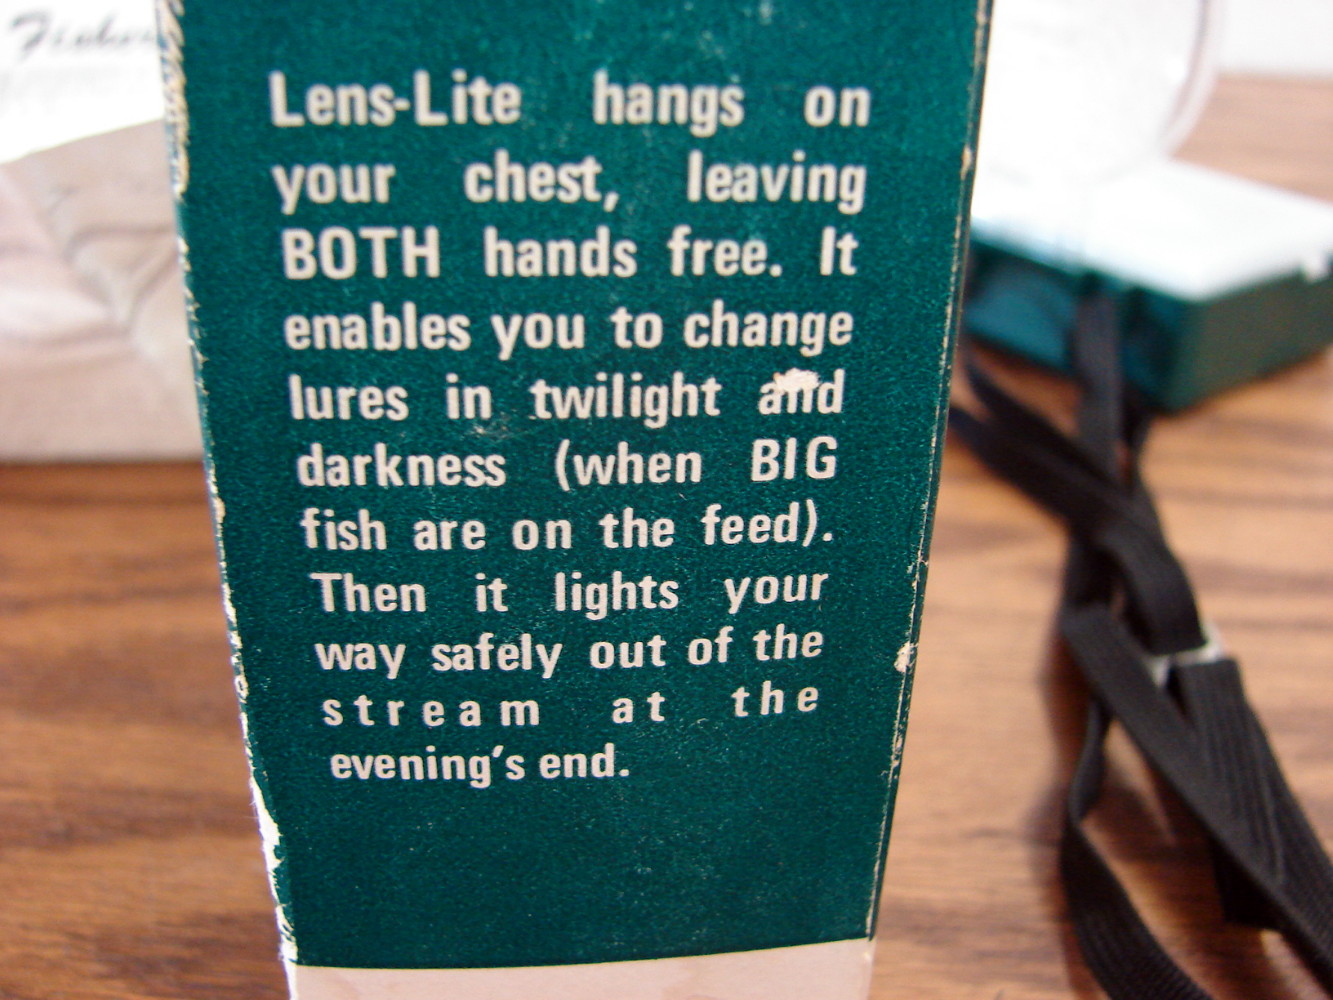 Lens-Lite hangs on
your chest, leaving
BOTH hands free. It
enables you to change
lures in twilight and
darkness (when BIG
fish are on the feed).
Then it lights your
way safely out of the
stream at the
evening's end.